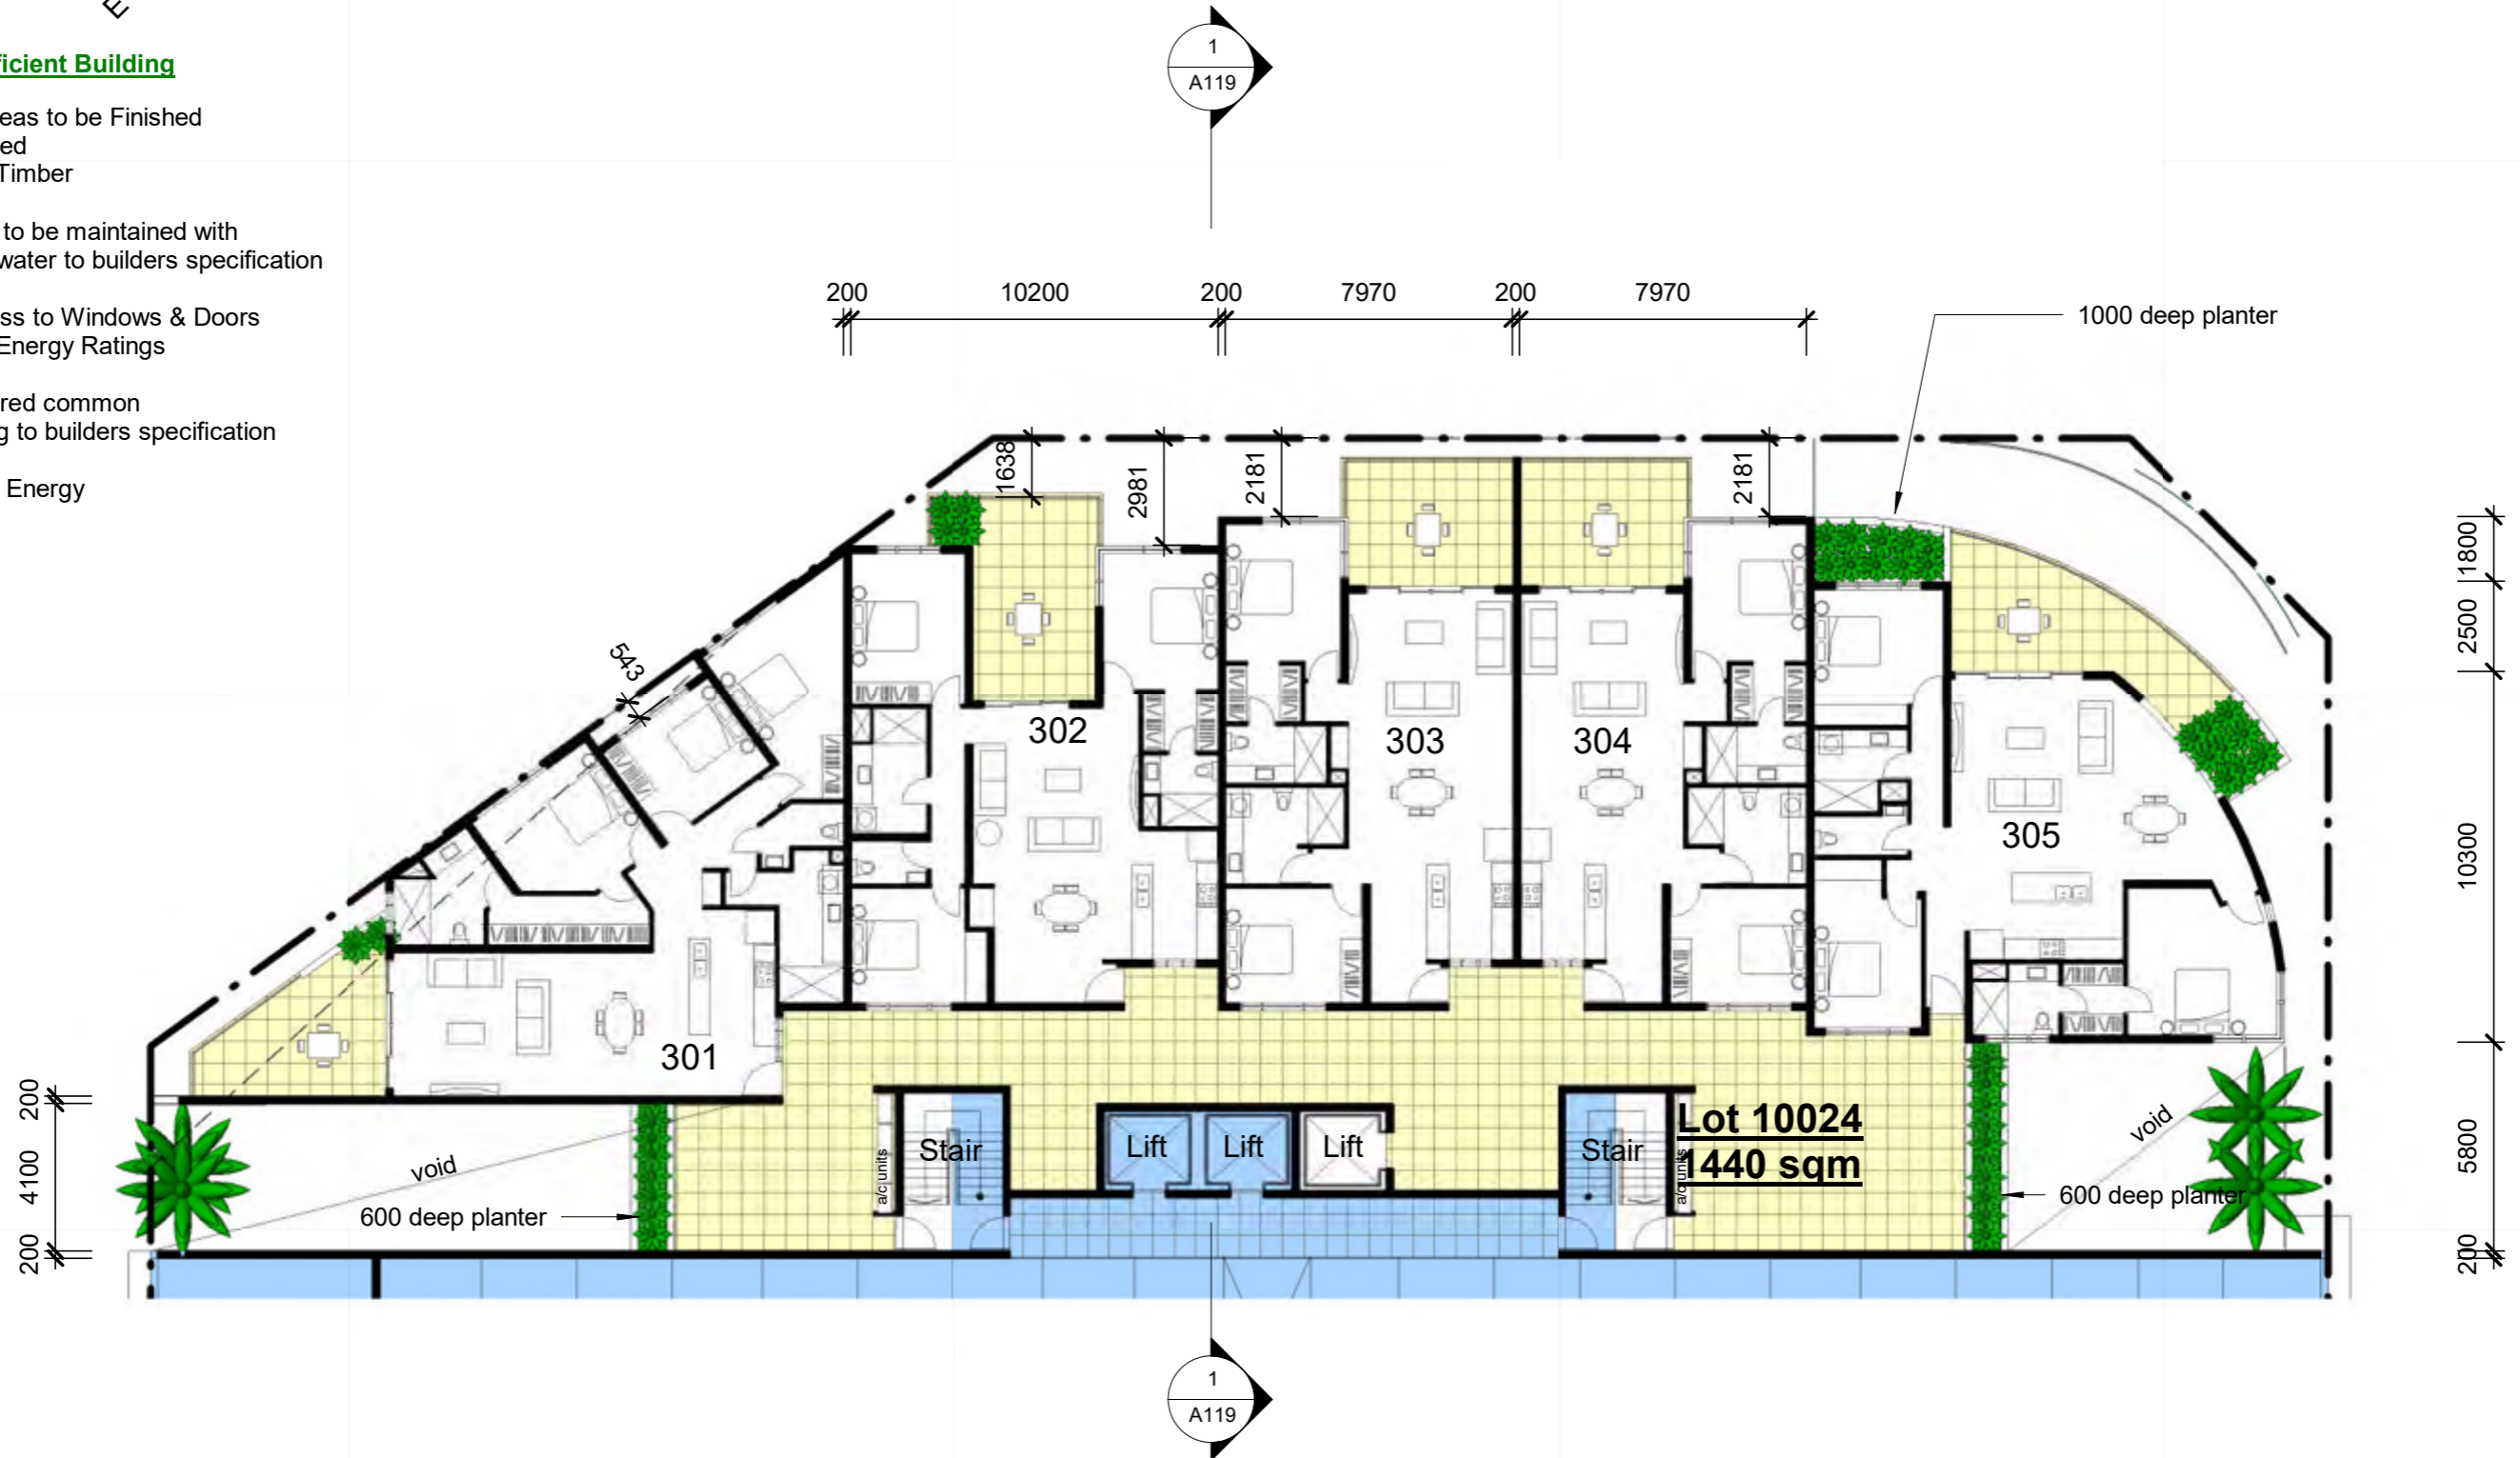 E
ficient Building
eas to be Finished
ed
Timber
to be maintained with
water to builders specification
ss to Windows & Doors
Energy Ratings
red common
g to builders specification
Energy
1
A119
200
10200
200
7970
200
7970
1000 deep planter
1638
2981
2181
2181
543
1800
2500
10300
5800
200
302
303
304
305
301
200
4100
200
void
600 deep planter
a/c units
Stair
Lift
Lift
Lift
Stair
a/c units
Lot 10024
1440 sqm
void
600 deep planter
1
A119